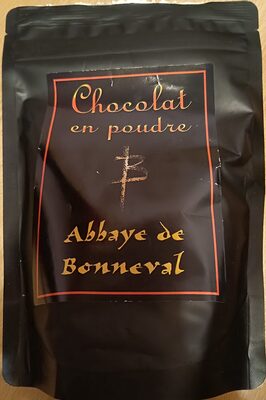 Chocolat
en poudre
B
Abbaye de
Bonneval